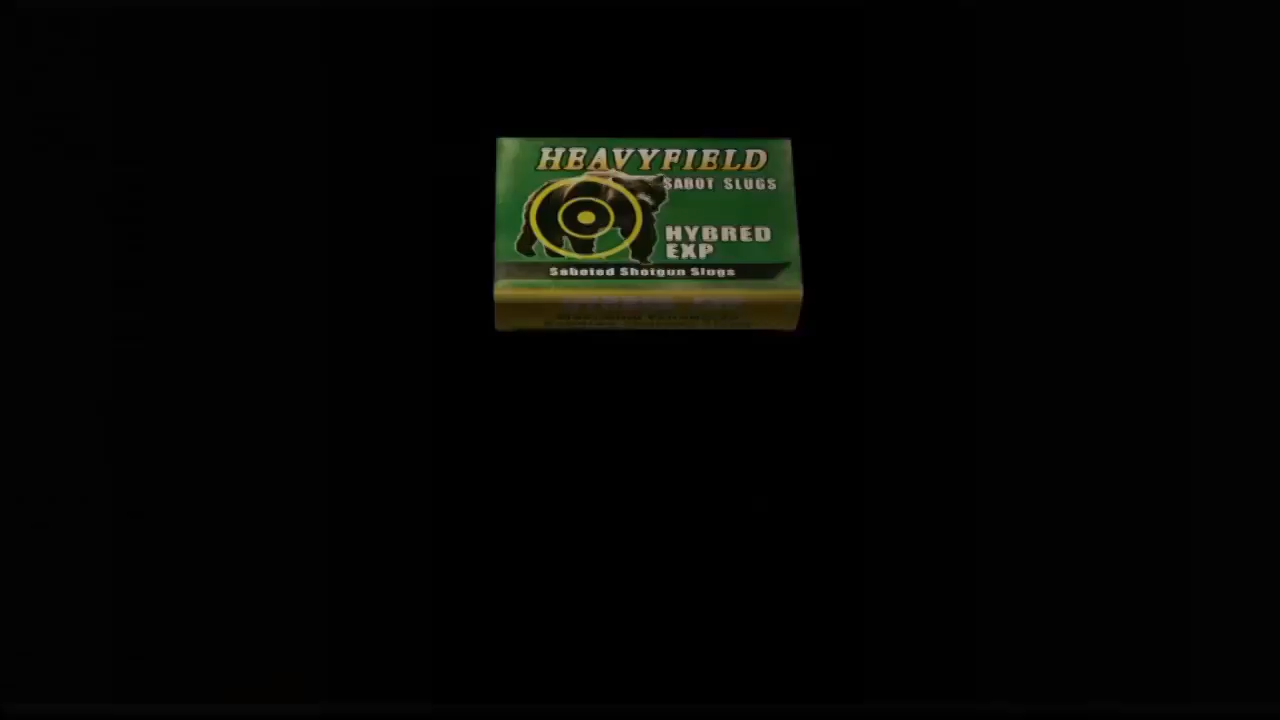 HEAVYFIELD
SABOT SLUGS
HYBRED
EXP
Saboted Shotgun Slugs